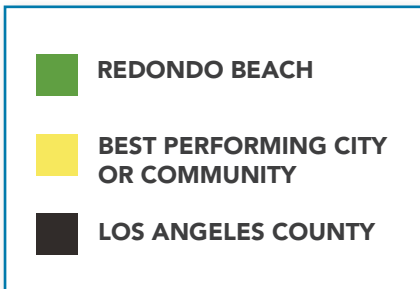 REDONDO BEACH
BEST PERFORMING CITY
OR COMMUNITY
LOS ANGELES COUNTY